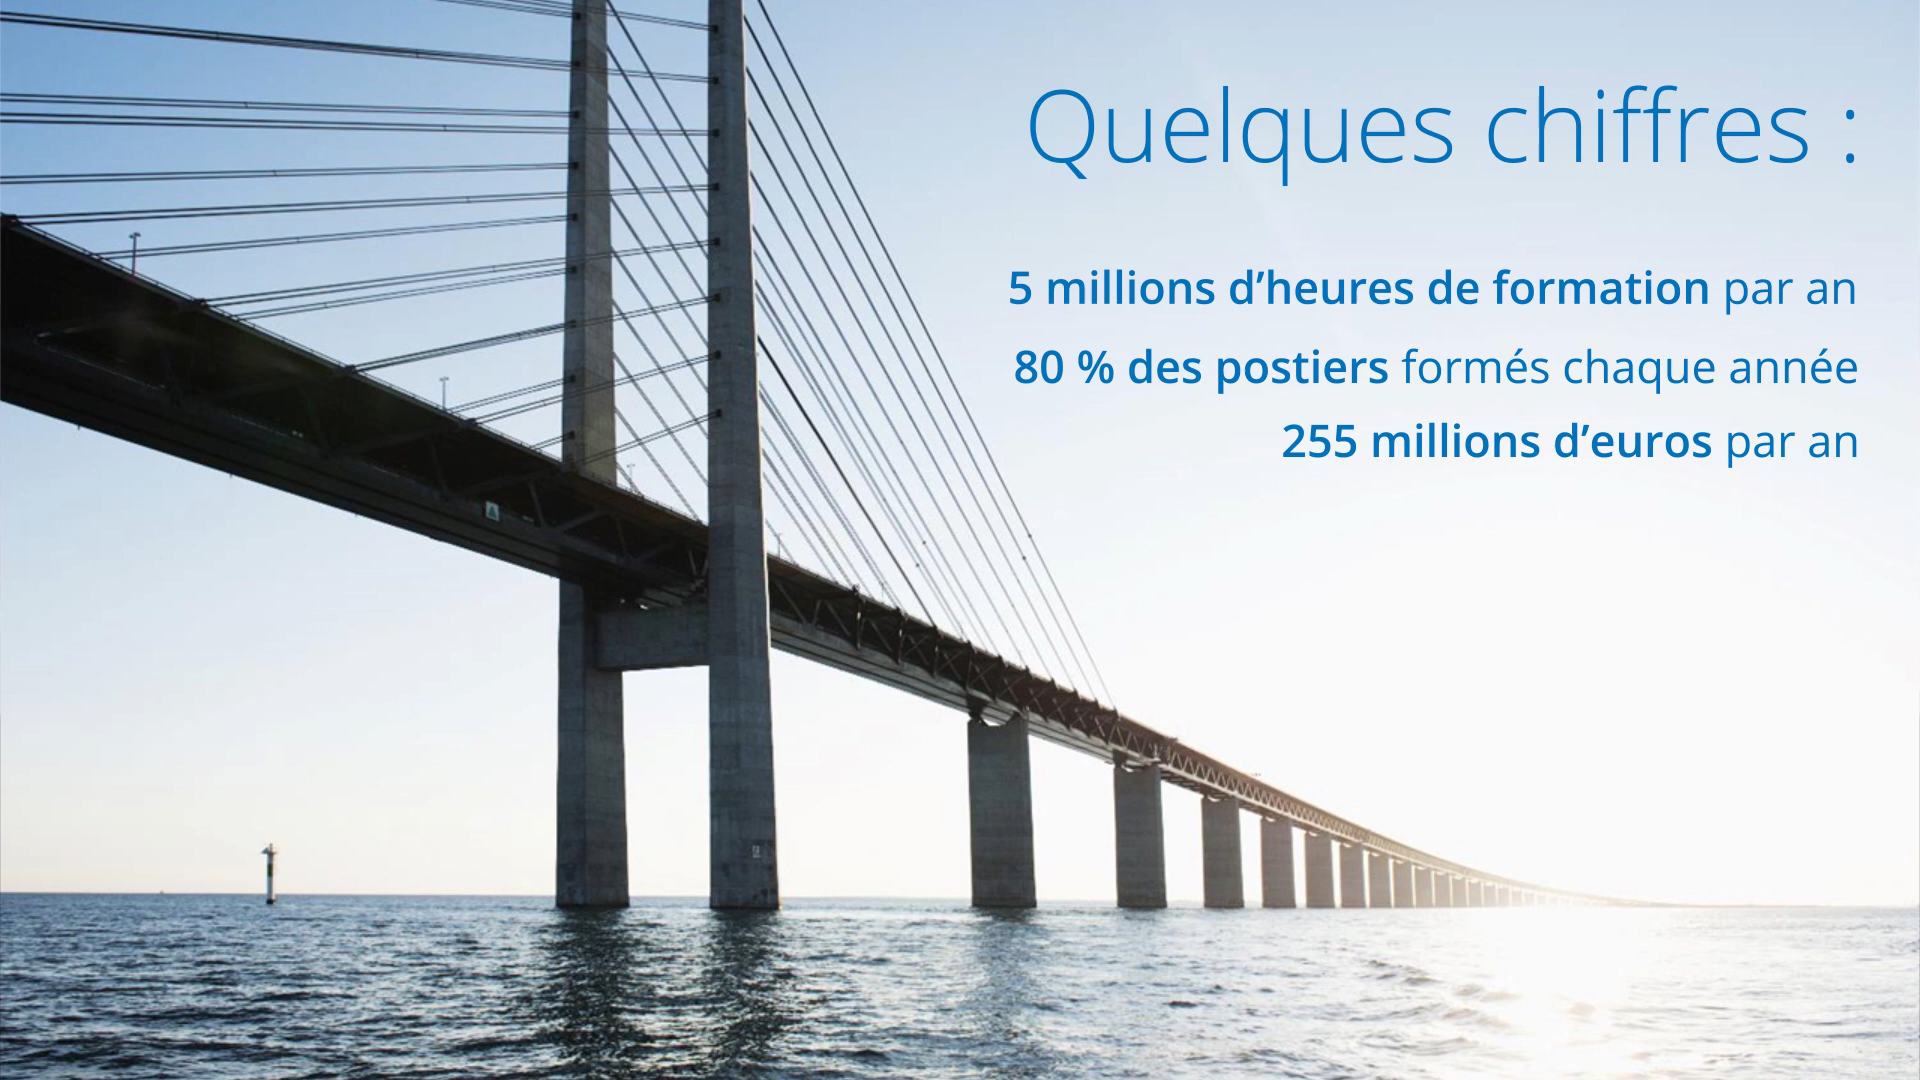 Quelques chiffres :
5 millions d’heures de formation par an
80 % des postiers formés chaque année
255 millions d’euros par an